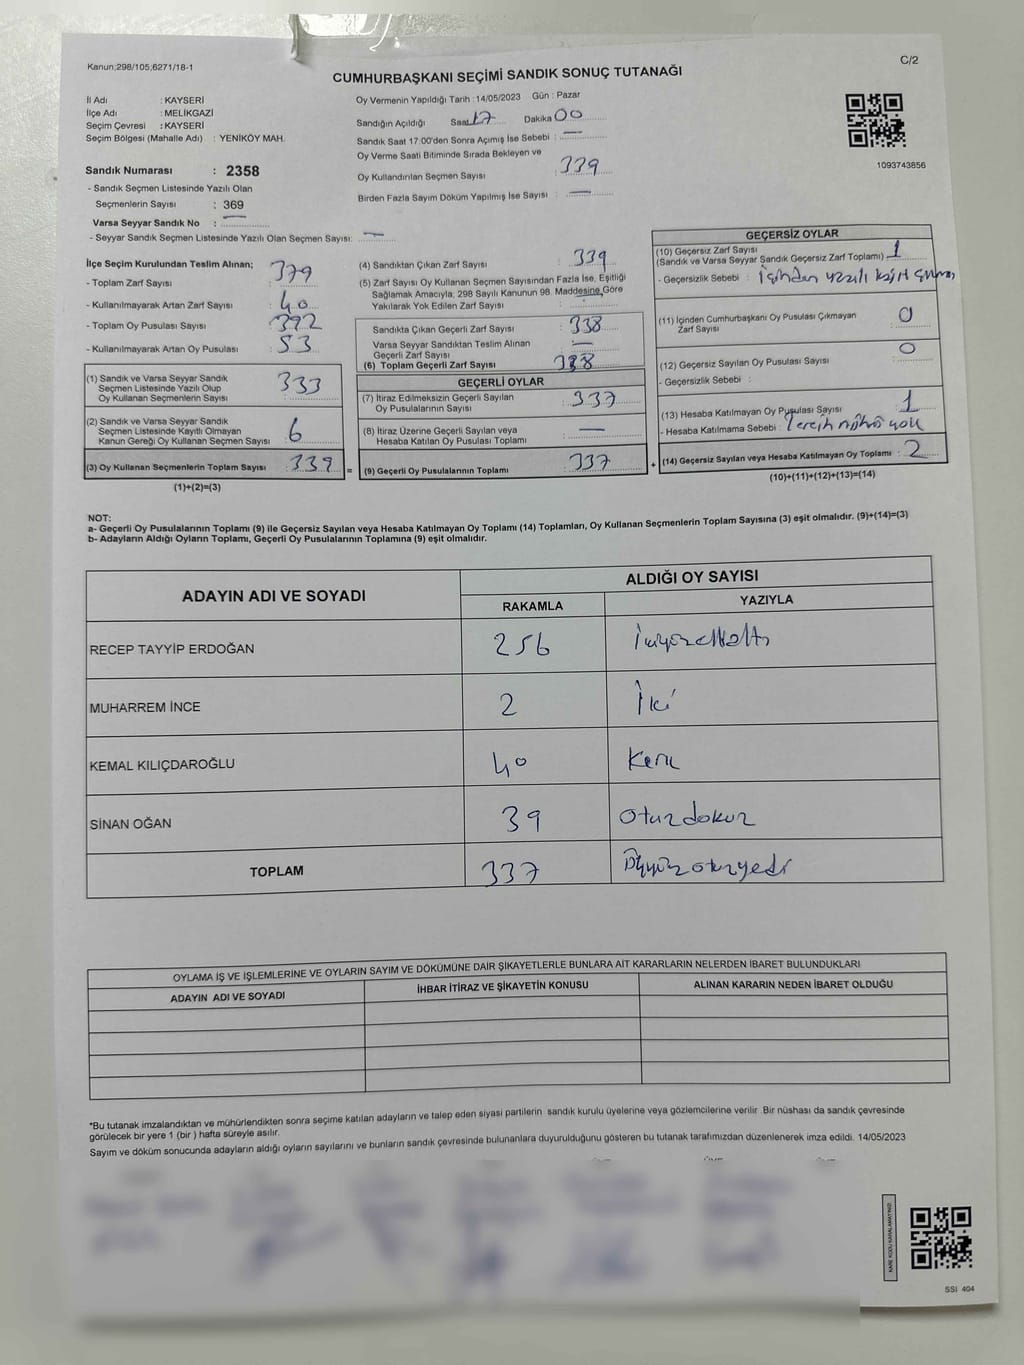 Kanun;298/105;6271/18-1
C/2
CUMHURBAŞKANI SEÇİMİ SANDIK SONUÇ TUTANAĞI
İl Adı : KAYSERİ
İlçe Adı : MELİKGAZİ
Seçim Çevresi : KAYSERİ
Seçim Bölgesi (Mahalle Adı) : YENİKÖY MAH.
Oy Vermenin Yapıldığı Tarih : 14/05/2023 Gün : Pazar
Sandığın Açıldığı Saat 17 Dakika 00
Sandık Saat 17:00'den Sonra Açımış İse Sebebi : —
Oy Verme Saati Bitiminde Sırada Bekleyen ve
Oy Kullandırılan Seçmen Sayısı : 339
Birden Fazla Sayım Döküm Yapılmış İse Sayısı : —
1093743856
Sandık Numarası : 2358
- Sandık Seçmen Listesinde Yazılı Olan
Seçmenlerin Sayısı : 369
Varsa Seyyar Sandık No : —
- Seyyar Sandık Seçmen Listesinde Yazılı Olan Seçmen Sayısı: —
İlçe Seçim Kurulundan Teslim Alınan;
- Toplam Zarf Sayısı : 379
- Kullanılmayarak Artan Zarf Sayısı : 40
- Toplam Oy Pusulası Sayısı : 392
- Kullanılmayarak Artan Oy Pusulası : 53
(1) Sandık ve Varsa Seyyar Sandık
Seçmen Listesinde Yazılı Olup
Oy Kullanan Seçmenlerin Sayısı : 333
(2) Sandık ve Varsa Seyyar Sandık
Seçmen Listesinde Kayıtlı Olmayan
Kanun Gereği Oy Kullanan Seçmen Sayısı : 6
(3) Oy Kullanan Seçmenlerin Toplam Sayısı : 339 =
(1)+(2)=(3)
(4) Sandıktan Çıkan Zarf Sayısı : 339
(5) Zarf Sayısı Oy Kullanan Seçmen Sayısından Fazla İse, Eşitliği
Sağlamak Amacıyla, 298 Sayılı Kanunun 98. Maddesine Göre
Yakılarak Yok Edilen Zarf Sayısı : —
Sandıkta Çıkan Geçerli Zarf Sayısı : 338
Varsa Seyyar Sandıktan Teslim Alınan
Geçerli Zarf Sayısı : —
(6) Toplam Geçerli Zarf Sayısı : 338
GEÇERLİ OYLAR
(7) İtiraz Edilmeksizin Geçerli Sayılan
Oy Pusulalarının Sayısı : 337
(8) İtiraz Üzerine Geçerli Sayılan veya
Hesaba Katılan Oy Pusulası Toplamı : —
(9) Geçerli Oy Pusulalarının Toplamı : 337 +
GEÇERSİZ OYLAR
(10) Geçersiz Zarf Sayısı
(Sandık ve Varsa Seyyar Sandık Geçersiz Zarf Toplamı) : 1
- Geçersizlik Sebebi : İçinden yazılı kağıt
(11) İçinden Cumhurbaşkanı Oy Pusulası Çıkmayan
Zarf Sayısı : 0
(12) Geçersiz Sayılan Oy Pusulası Sayısı : 0
- Geçersizlik Sebebi :
(13) Hesaba Katılmayan Oy Pusulası Sayısı : 1
- Hesaba Katılmama Sebebi : Tercih mührü yok
(14) Geçersiz Sayılan veya Hesaba Katılmayan Oy Toplamı : 2
(10)+(11)+(12)+(13)=(14)
NOT:
a- Geçerli Oy Pusulalarının Toplamı (9) ile Geçersiz Sayılan veya Hesaba Katılmayan Oy Toplamı (14) Toplamları, Oy Kullanan Seçmenlerin Toplam Sayısına (3) eşit olmalıdır. (9)+(14)=(3)
b- Adayların Aldığı Oyların Toplamı, Geçerli Oy Pusulalarının Toplamına (9) eşit olmalıdır.
ADAYIN ADI VE SOYADI
ALDIĞI OY SAYISI
RAKAMLA YAZIYLA
RECEP TAYYİP ERDOĞAN 256 İkiyüzellialtı
MUHARREM İNCE 2 İki
KEMAL KILIÇDAROĞLU 40 Kırk
SİNAN OĞAN 39 Otuzdokuz
TOPLAM 337 Üçyüzotuzyedi
OYLAMA İŞ VE İŞLEMLERİNE VE OYLARIN SAYIM VE DÖKÜMÜNE DAİR ŞİKAYETLERLE BUNLARA AİT KARARLARIN NELERDEN İBARET BULUNDUKLARI
ADAYIN ADI VE SOYADI İHBAR İTİRAZ VE ŞİKAYETİN KONUSU ALINAN KARARIN NEDEN İBARET OLDUĞU
*Bu tutanak imzalandıktan ve mühürlendikten sonra seçime katılan adayların ve talep eden siyasi partilerin sandık kurulu üyelerine veya gözlemcilerine verilir .Bir nüshası da sandık çevresinde
görülecek bir yere 1 (bir ) hafta süreyle asılır.
Sayım ve döküm sonucunda adayların aldığı oyların sayılarını ve bunların sandık çevresinde bulunanlara duyurulduğunu gösteren bu tutanak tarafımızdan düzenlenerek imza edildi. 14/05/2023
KARE KODU KARALAMAYINIZ!
SSI 404